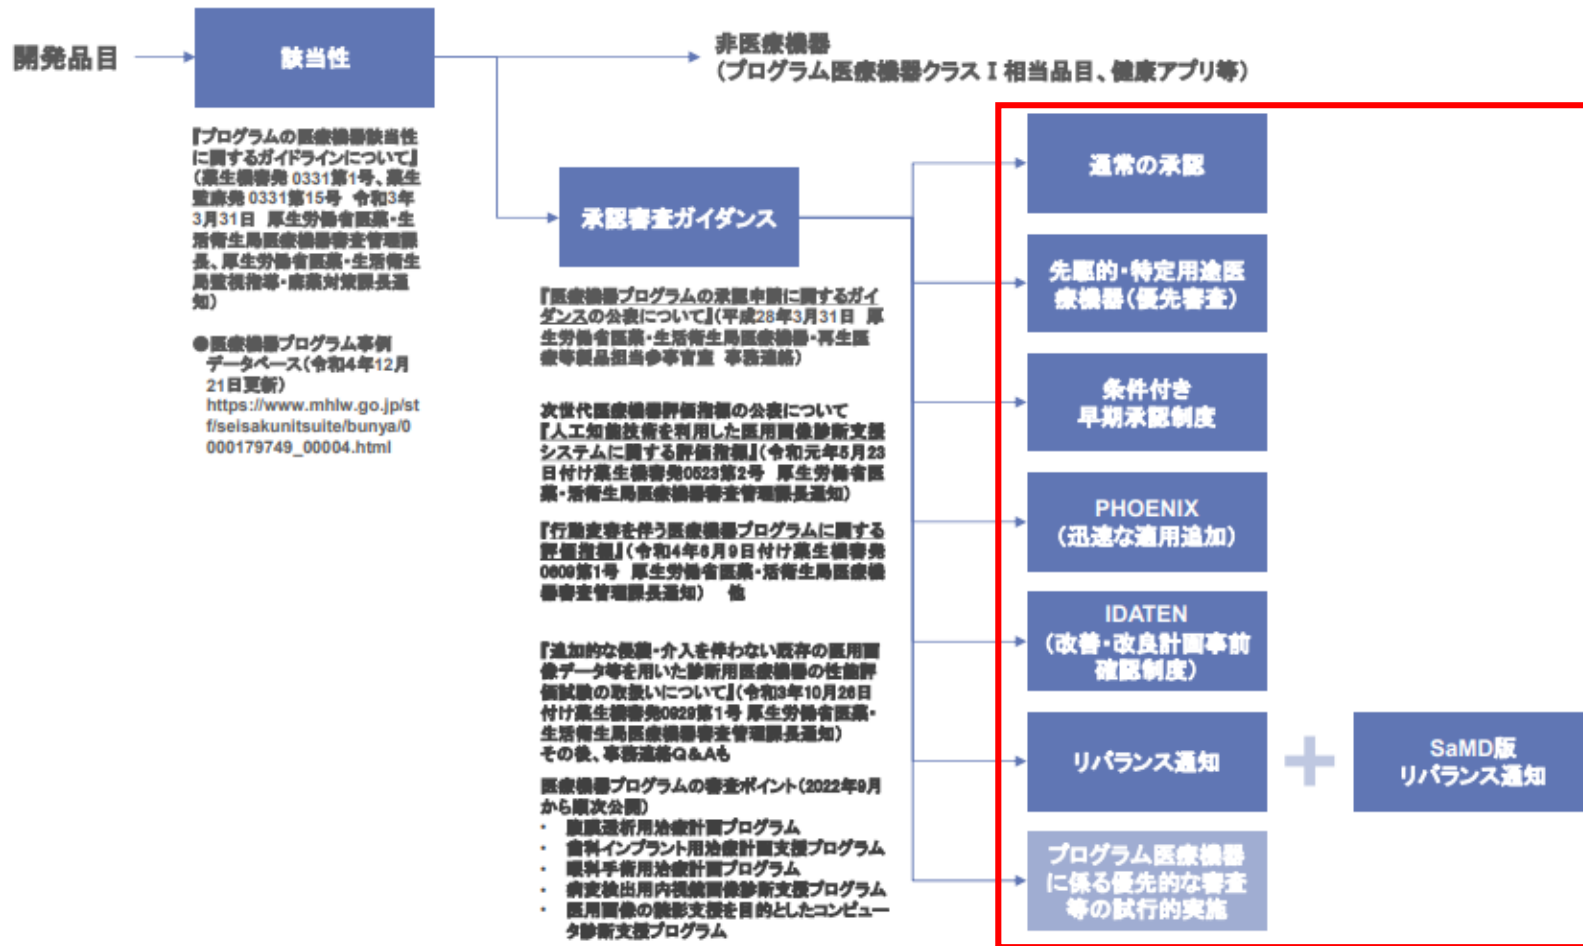 開発品目
該当性
非医療機器
(プログラム医療機器クラスⅠ相当品目、健康アプリ等)
『プログラムの医療機器該当性
に関するガイドラインについて』
(薬生機審発 0331第1号、薬生
監麻発 0331第15号 令和3年
3月31日 厚生労働省医薬・生
活衛生局医療機器審査管理課
長、厚生労働省医薬・生活衛生
局監視指導・麻薬対策課長通
知)
●医療機器プログラム事例
データベース(令和4年12月
21日更新)
https://www.mhlw.go.jp/st
f/seisakunitsuite/bunya/0
000179749_00004.html
承認審査ガイダンス
『医療機器プログラムの承認申請に関するガイ
ダンスの公表について』(平成28年3月31日 厚
生労働省医薬・生活衛生局医療機器・再生医
療等製品担当参事官室 事務連絡)
次世代医療機器評価指標の公表について
『人工知能技術を利用した医用画像診断支援
システムに関する評価指標』(令和元年5月23
日付け薬生機審発0523第2号 厚生労働省医
薬・活衛生局医療機器審査管理課長通知)
『行動変容を伴う医療機器プログラムに関する
評価指標』(令和4年6月9日付け薬生機審発
0609第1号 厚生労働省医薬・活衛生局医療機
器審査管理課長通知) 他
『追加的な侵襲・介入を伴わない既存の医用画
像データ等を用いた診断用医療機器の性能評
価試験の取扱いについて』(令和3年10月26日
付け薬生機審発0929第1号 厚生労働省医薬・
生活衛生局医療機器審査管理課長通知)
その後、事務連絡Q&Aも
医療機器プログラムの審査ポイント(2022年9月
から順次公開)
・ 腹膜透析用治療計画プログラム
・ 歯科インプラント用治療計画支援プログラム
・ 眼科手術用治療計画プログラム
・ 病変検出用内視鏡画像診断支援プログラム
・ 医用画像の読影支援を目的としたコンピュー
タ診断支援プログラム
通常の承認
先駆的・特定用途医
療機器(優先審査)
条件付き
早期承認制度
PHOENIX
(迅速な適用追加)
IDATEN
(改善・改良計画事前
確認制度)
リバランス通知
+
SaMD版
リバランス通知
プログラム医療機器
に係る優先的な審査
等の試行的実施